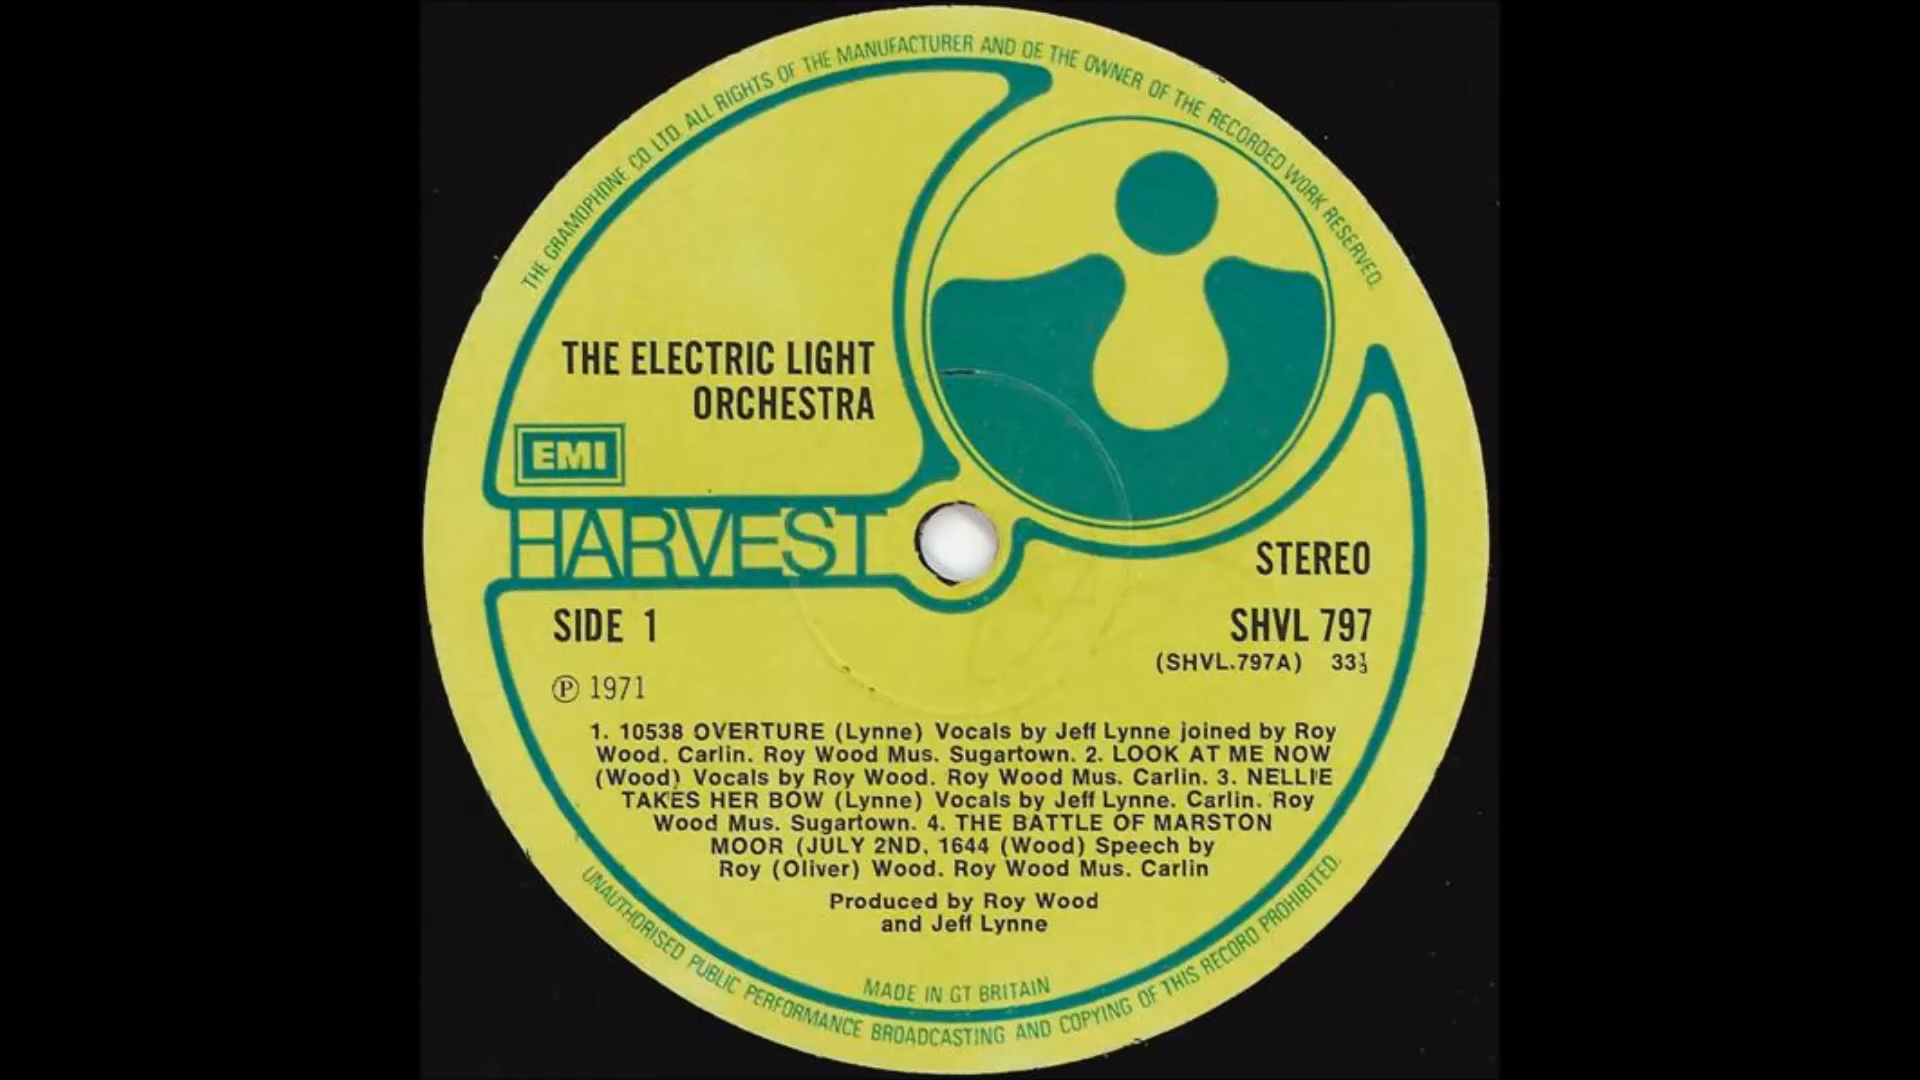 THE GRAMOPHONE CO LTD. ALL RIGHTS OF THE MANUFACTURER AND OF THE OWNER OF THE RECORDED WORK RESERVED.
THE ELECTRIC LIGHT
ORCHESTRA
EMI
HARVEST
STEREO
SIDE 1
SHVL 797
(SHVL.797A) 33⅓
Ⓟ 1971
1. 10538 OVERTURE (Lynne) Vocals by Jeff Lynne joined by Roy
Wood. Carlin. Roy Wood Mus. Sugartown. 2. LOOK AT ME NOW
(Wood) Vocals by Roy Wood. Roy Wood Mus. Carlin. 3. NELLIE
TAKES HER BOW (Lynne) Vocals by Jeff Lynne. Carlin. Roy
Wood Mus. Sugartown. 4. THE BATTLE OF MARSTON
MOOR (JULY 2ND, 1644 (Wood) Speech by
Roy (Oliver) Wood. Roy Wood Mus. Carlin
Produced by Roy Wood
and Jeff Lynne
MADE IN GT BRITAIN
UNAUTHORISED PUBLIC PERFORMANCE BROADCASTING AND COPYING OF THIS RECORD PROHIBITED.